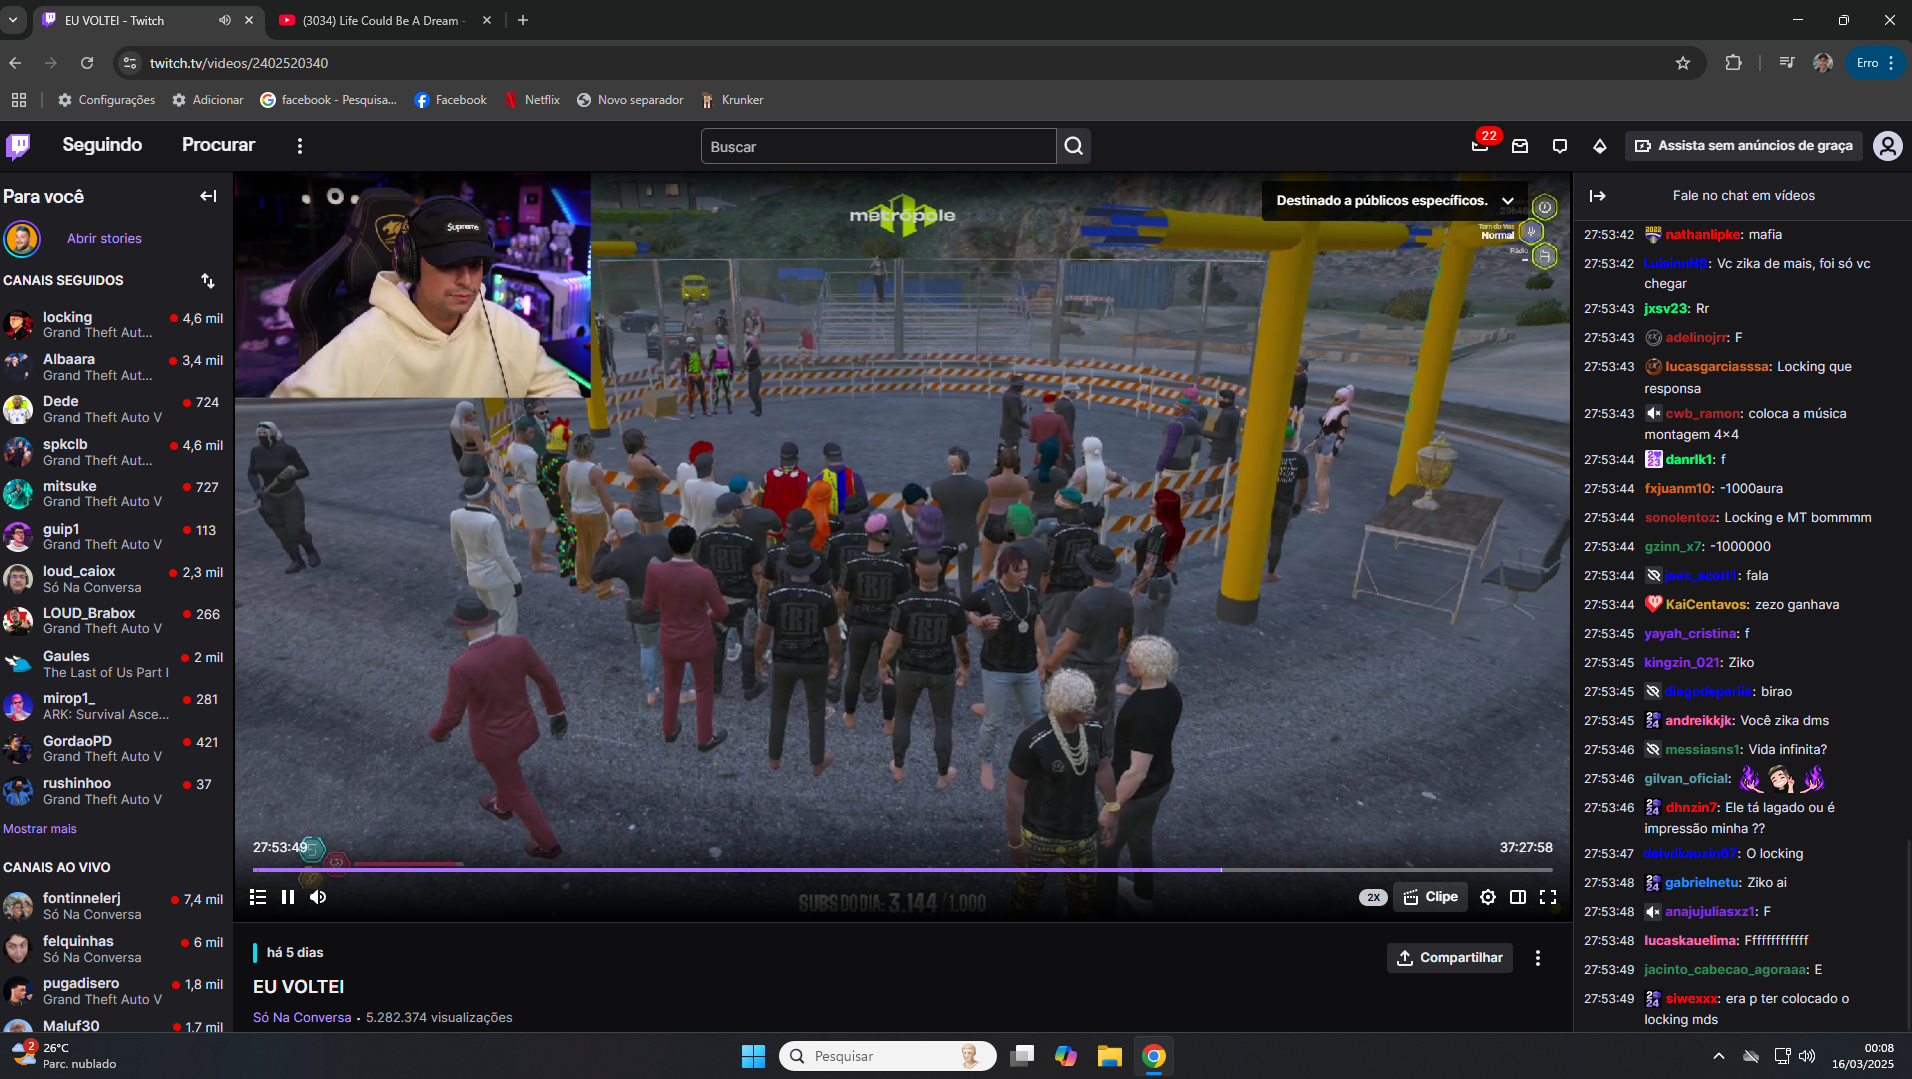 EU VOLTEI - Twitch
(3034) Life Could Be A Dream -
twitch.tv/videos/2402520340
Erro
Configurações
Adicionar
facebook - Pesquisa...
Facebook
Netflix
Novo separador
Krunker
Seguindo
Procurar
Buscar
22
Assista sem anúncios de graça
Para você
Abrir stories
CANAIS SEGUIDOS
locking
4,6 mil
Grand Theft Aut...
Albaara
3,4 mil
Grand Theft Aut...
Dede
724
Grand Theft Auto V
spkclb
4,6 mil
Grand Theft Aut...
mitsuke
727
Grand Theft Auto V
guip1
113
Grand Theft Auto V
loud_caiox
2,3 mil
Só Na Conversa
LOUD_Brabox
266
Grand Theft Auto V
Gaules
2 mil
The Last of Us Part I
mirop1_
281
ARK: Survival Asce...
GordaoPD
421
Grand Theft Auto V
rushinhoo
37
Grand Theft Auto V
Mostrar mais
CANAIS AO VIVO
fontinnelerj
7,4 mil
Só Na Conversa
felquinhas
6 mil
Só Na Conversa
pugadisero
1,8 mil
Grand Theft Auto V
Maluf30
1,7 mil
Supreme
metrópole
Destinado a públicos específicos.
Tom da Voz
Normal
Rádio
27:53:49
37:27:58
SUBS DO DIA: 3.144 / 1.000
2X
Clipe
há 5 dias
Compartilhar
EU VOLTEI
Só Na Conversa • 5.282.374 visualizações
Fale no chat em vídeos
27:53:42 nathanlipke: mafia
27:53:42 LuisinnNS: Vc zika de mais, foi só vc
chegar
27:53:43 jxsv23: Rr
27:53:43 adelinojrr: F
27:53:43 lucasgarciasssa: Locking que
responsa
27:53:43 cwb_ramon: coloca a música
montagem 4×4
27:53:44 danrlk1: f
27:53:44 fxjuanm10: -1000aura
27:53:44 sonolentoz: Locking e MT bommmm
27:53:44 gzinn_x7: -1000000
27:53:44 joax_scott1: fala
27:53:44 KaiCentavos: zezo ganhava
27:53:45 yayah_cristina: f
27:53:45 kingzin_021: Ziko
27:53:45 diegodepariis: birao
27:53:45 andreikkjk: Você zika dms
27:53:46 messiasns1: Vida infinita?
27:53:46 gilvan_oficial:
27:53:46 dhnzin7: Ele tá lagado ou é
impressão minha ??
27:53:47 deivdkauzin87: O locking
27:53:48 gabrielnetu: Ziko ai
27:53:48 anajujuliasxz1: F
27:53:48 lucaskauelima: Fffffffffffff
27:53:49 jacinto_cabecao_agoraaa: E
27:53:49 siwexxx: era p ter colocado o
locking mds
2
26°C
Parc. nublado
Pesquisar
00:08
16/03/2025